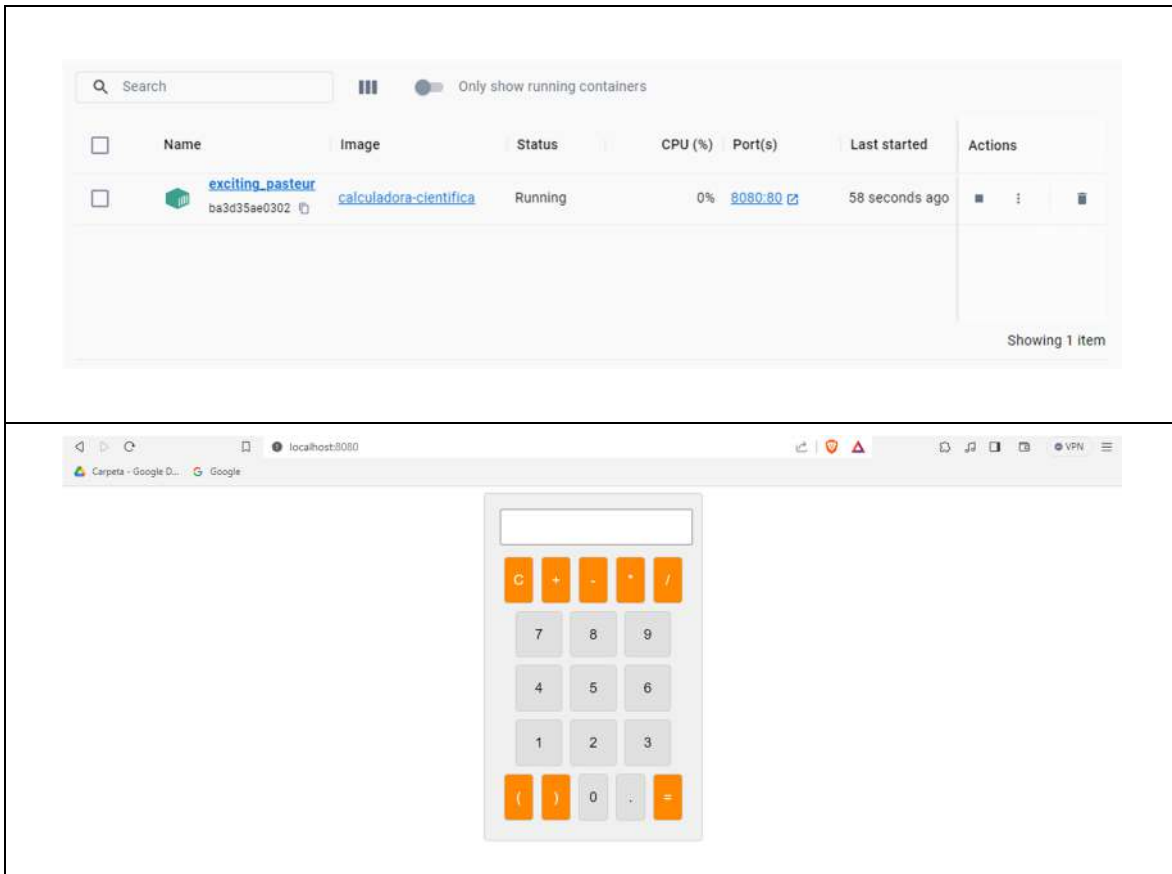 Search Only show running containers
Name Image Status CPU (%) Port(s) Last started Actions
exciting_pasteur
ba3d35ae0302
calculadora-cientifica Running 0% 8080:80 58 seconds ago
Showing 1 item
localhost:8080 VPN
Carpeta - Google D... G Google
C + - * /
7 8 9
4 5 6
1 2 3
( ) 0 . =